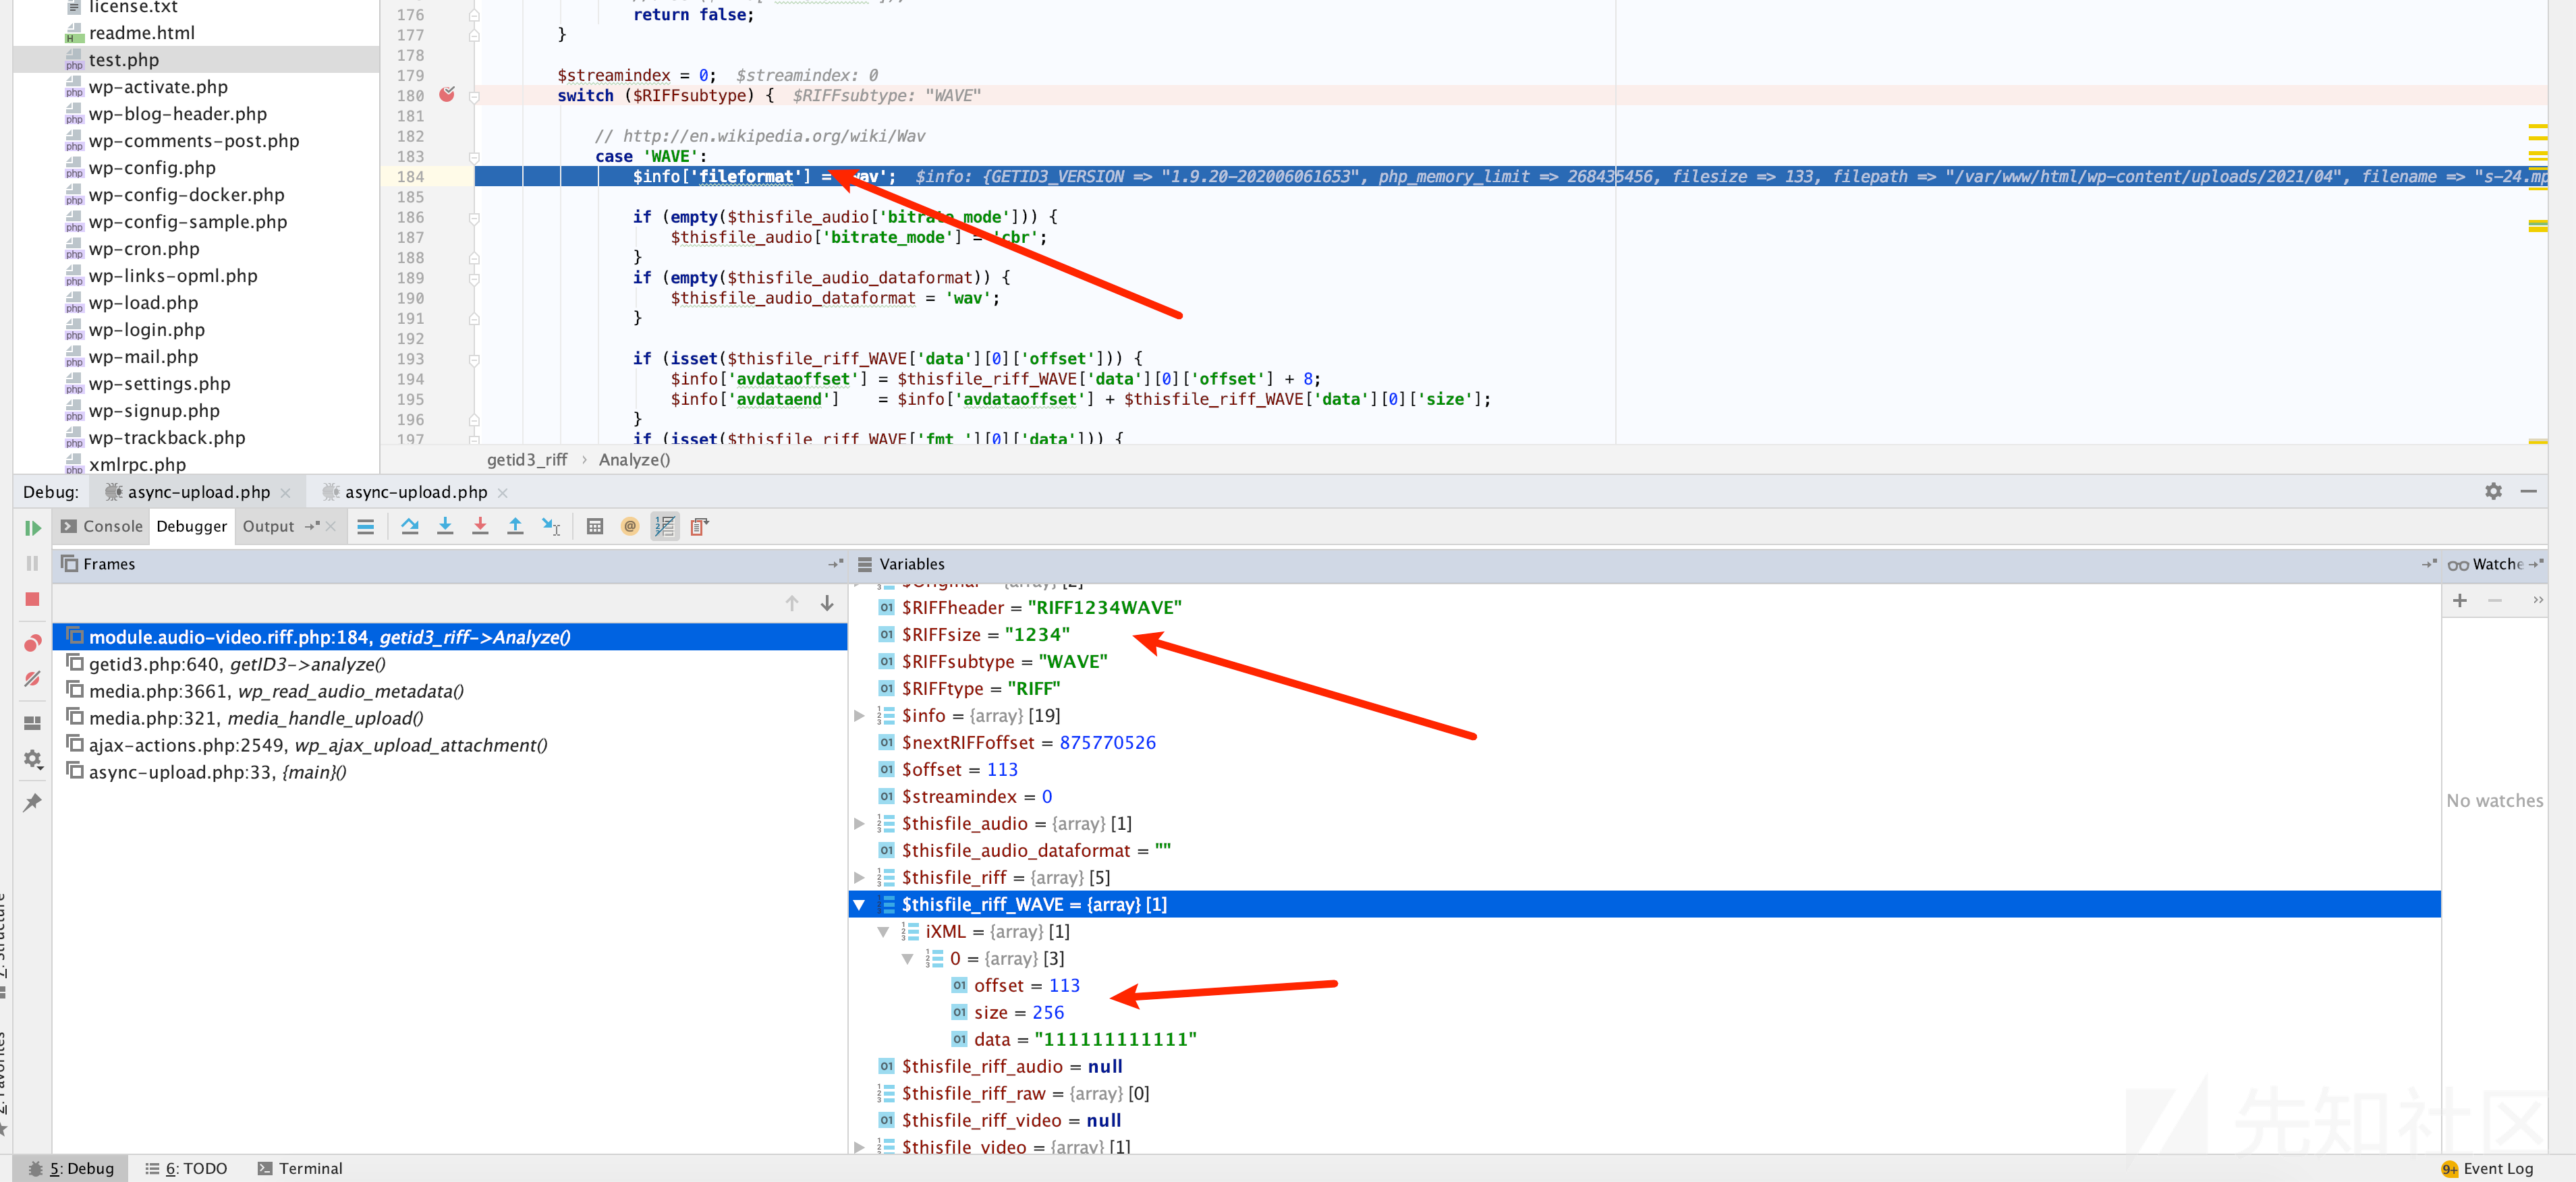 license.txt
readme.html
test.php
wp-activate.php
wp-blog-header.php
wp-comments-post.php
wp-config.php
wp-config-docker.php
wp-config-sample.php
wp-cron.php
wp-links-opml.php
wp-load.php
wp-login.php
wp-mail.php
wp-settings.php
wp-signup.php
wp-trackback.php
xmlrpc.php
176 return false;
177 }
178
179 $streamindex = 0; $streamindex: 0
180 switch ($RIFFsubtype) { $RIFFsubtype: "WAVE"
181
182 // http://en.wikipedia.org/wiki/Wav
183 case 'WAVE':
184 $info['fileformat'] = 'wav'; $info: {GETID3_VERSION => "1.9.20-202006061653", php_memory_limit => 268435456, filesize => 133, filepath => "/var/www/html/wp-content/uploads/2021/04", filename => "s-24.mp
185
186 if (empty($thisfile_audio['bitrate_mode'])) {
187 $thisfile_audio['bitrate_mode'] = 'cbr';
188 }
189 if (empty($thisfile_audio_dataformat)) {
190 $thisfile_audio_dataformat = 'wav';
191 }
192
193 if (isset($thisfile_riff_WAVE['data'][0]['offset'])) {
194 $info['avdataoffset'] = $thisfile_riff_WAVE['data'][0]['offset'] + 8;
195 $info['avdataend'] = $info['avdataoffset'] + $thisfile_riff_WAVE['data'][0]['size'];
196 }
197 if (isset($thisfile_riff_WAVE['fmt '][0]['data'])) {
getid3_riff › Analyze()
Debug: async-upload.php async-upload.php
Console Debugger Output
Frames
module.audio-video.riff.php:184, getid3_riff->Analyze()
getid3.php:640, getID3->analyze()
media.php:3661, wp_read_audio_metadata()
media.php:321, media_handle_upload()
ajax-actions.php:2549, wp_ajax_upload_attachment()
async-upload.php:33, {main}()
Variables
$Original = {array} [2]
$RIFFheader = "RIFF1234WAVE"
$RIFFsize = "1234"
$RIFFsubtype = "WAVE"
$RIFFtype = "RIFF"
$info = {array} [19]
$nextRIFFoffset = 875770526
$offset = 113
$streamindex = 0
$thisfile_audio = {array} [1]
$thisfile_audio_dataformat = ""
$thisfile_riff = {array} [5]
$thisfile_riff_WAVE = {array} [1]
iXML = {array} [1]
0 = {array} [3]
offset = 113
size = 256
data = "111111111111"
$thisfile_riff_audio = null
$thisfile_riff_raw = {array} [0]
$thisfile_riff_video = null
$thisfile_video = {array} [1]
Watche
No watches
先知社区
5: Debug 6: TODO Terminal
9+ Event Log